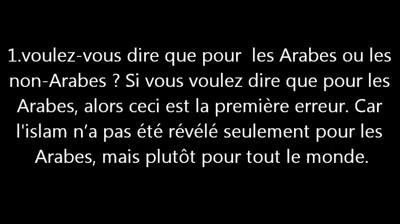 1.voulez-vous dire que pour les Arabes ou les
non-Arabes ? Si vous voulez dire que pour les
Arabes, alors ceci est la première erreur. Car
l'islam n’a pas été révélé seulement pour les
Arabes, mais plutôt pour tout le monde.